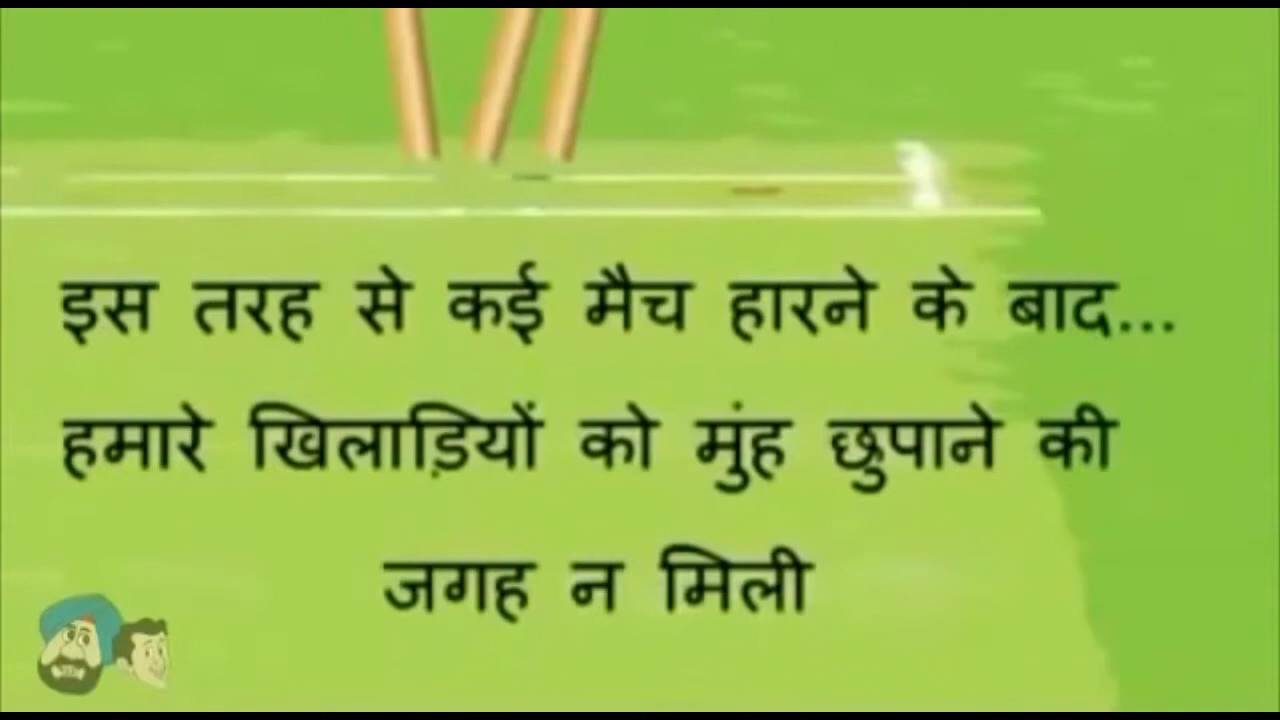 इस तरह से कई मैच हारने के बाद...
हमारे खिलाड़ियों को मुंह छुपाने की
जगह न मिली